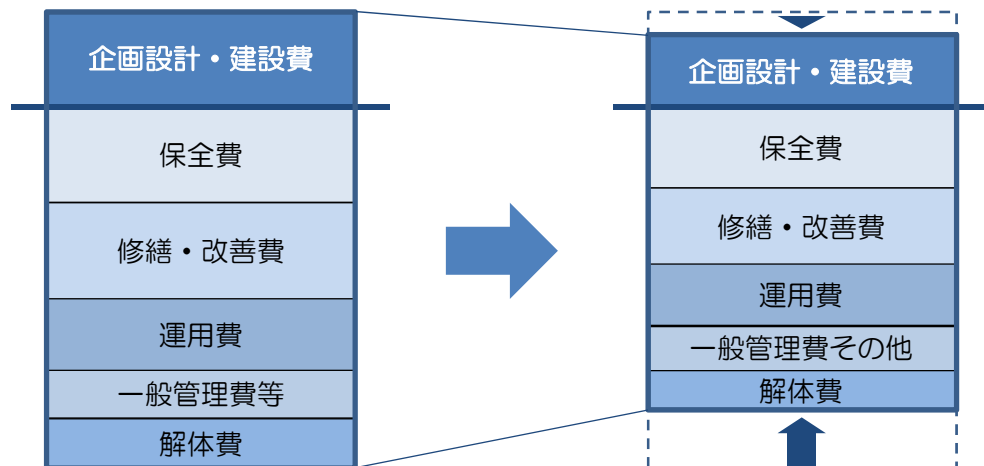 企画設計・建設費
保全費
修繕・改善費
運用費
一般管理費等
解体費
企画設計・建設費
保全費
修繕・改善費
運用費
一般管理費その他
解体費